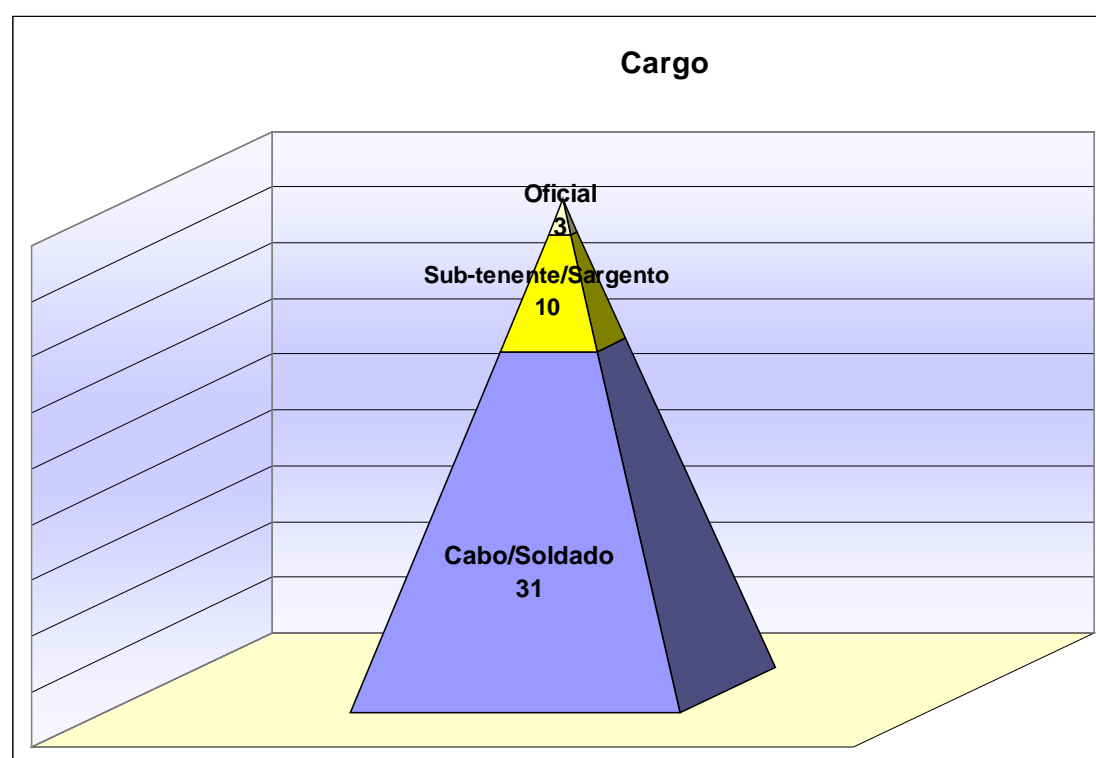 Cargo
Oficial
3
Sub-tenente/Sargento
10
Cabo/Soldado
31